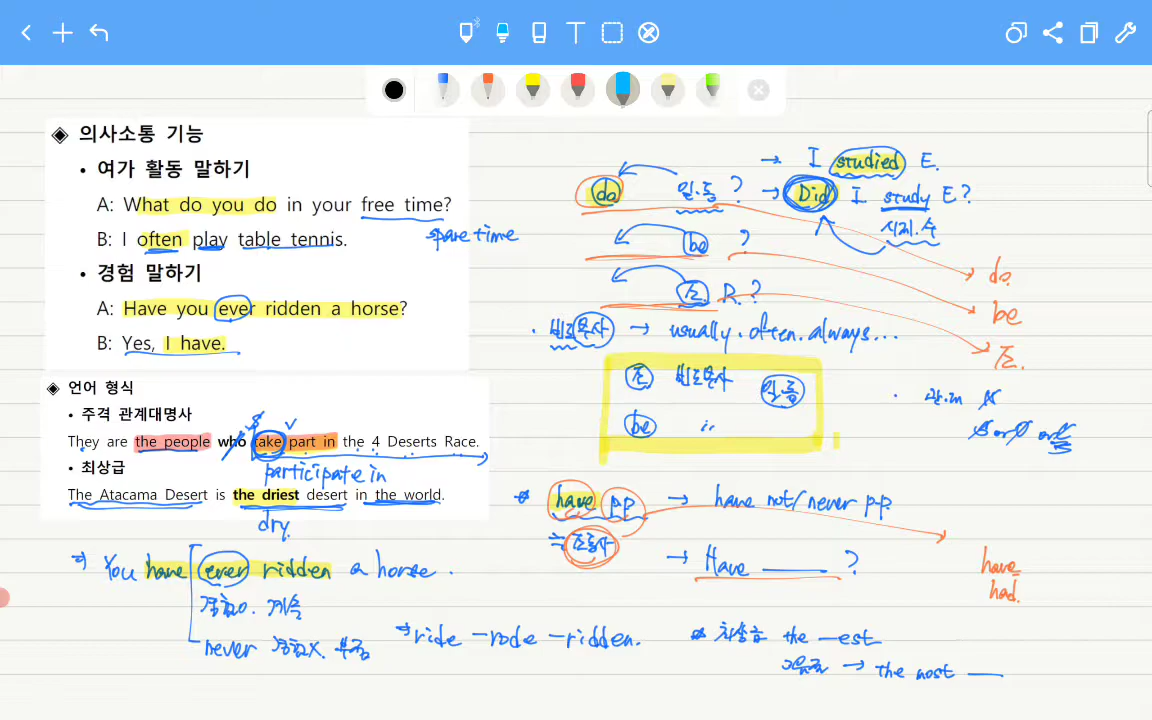 ◈ 의사소통 기능
• 여가 활동 말하기
A: What do you do in your free time?
B: I often play table tennis.
spare time
• 경험 말하기
A: Have you ever ridden a horse?
B: Yes, I have.
◈ 언어 형식
• 주격 관계대명사
They are the people who take part in the 4 Deserts Race.
participate in
• 최상급
The Atacama Desert is the driest desert in the world.
dry.
⇒ You have ever ridden a horse.
경험o. 계속
never 경험x. 부정
ride - rode - ridden.
→ I studied E.
do 일.동 ? → Did I study E?
시제.수
be ?
조. R. ?
do.
be
조.
· 빈도부사 → usually. often. always...
조 빈도부사 일.동
be
have pp → have not/never p.p.
≒ 조동사
→ Have ____ ?
have
had.
최상급 the -est
→ the most ___